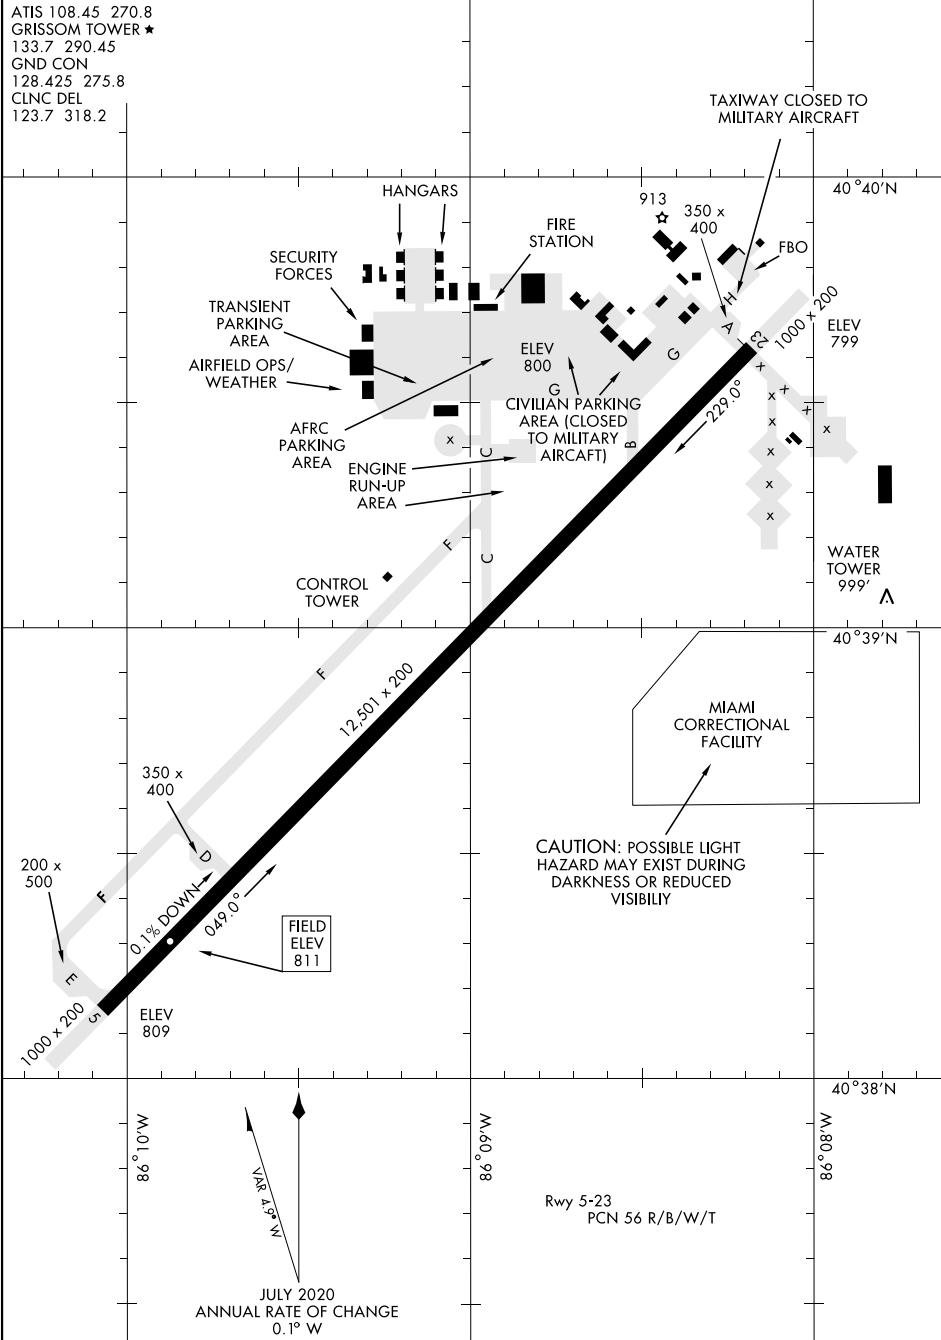 ATIS 108.45 270.8
GRISSOM TOWER ★
133.7 290.45
GND CON
128.425 275.8
CLNC DEL
123.7 318.2
TAXIWAY CLOSED TO
MILITARY AIRCRAFT
40°40'N
HANGARS
913
350 x
400
FIRE
STATION
FBO
SECURITY
FORCES
TRANSIENT
PARKING
AREA
H
1000 x 200
A
23
ELEV
799
AIRFIELD OPS/
WEATHER
ELEV
800
G
G
x
x
x
x
x
x
x
x
x
x
229.0°
CIVILIAN PARKING
AREA (CLOSED
TO MILITARY
AIRCAFT)
B
AFRC
PARKING
AREA
C
ENGINE
RUN-UP
AREA
F
C
CONTROL
TOWER
WATER
TOWER
999'
40°39'N
F
12,501 x 200
MIAMI
CORRECTIONAL
FACILITY
350 x
400
D
CAUTION: POSSIBLE LIGHT
HAZARD MAY EXIST DURING
DARKNESS OR REDUCED
VISIBILIY
200 x
500
F
0.1% DOWN
049.0°
FIELD
ELEV
811
E
5
1000 x 200
ELEV
809
40°38'N
86°10'W
86°09'W
86°08'W
VAR 4.9° W
Rwy 5-23
PCN 56 R/B/W/T
JULY 2020
ANNUAL RATE OF CHANGE
0.1° W